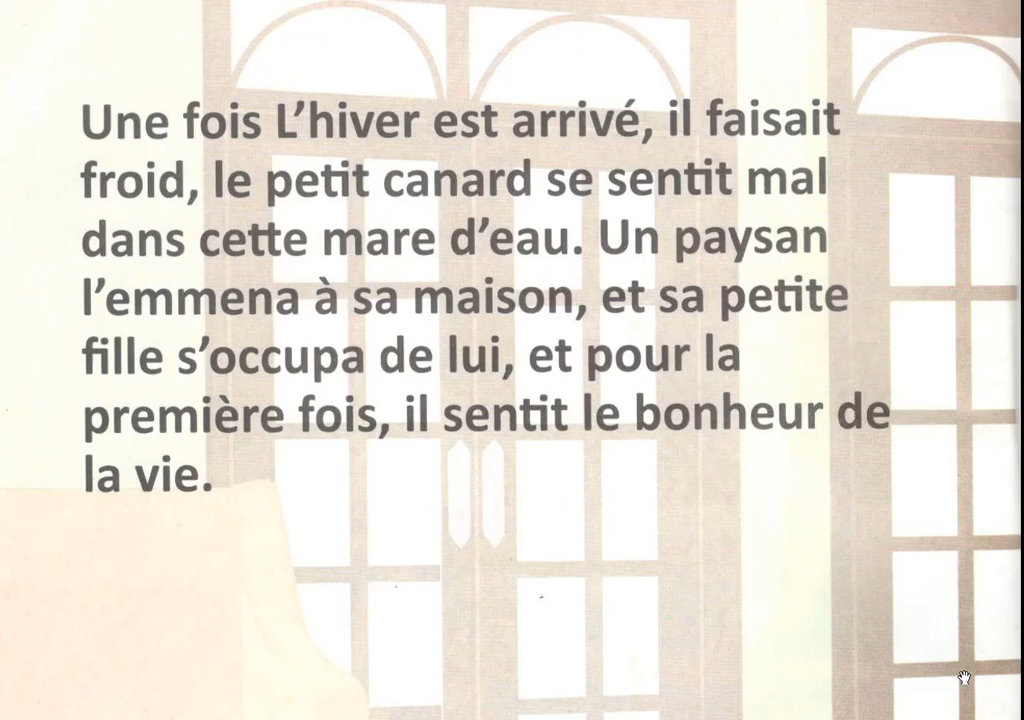 Une fois L’hiver est arrivé, il faisait
froid, le petit canard se sentit mal
dans cette mare d’eau. Un paysan
l’emmena à sa maison, et sa petite
fille s’occupa de lui, et pour la
première fois, il sentit le bonheur de
la vie.